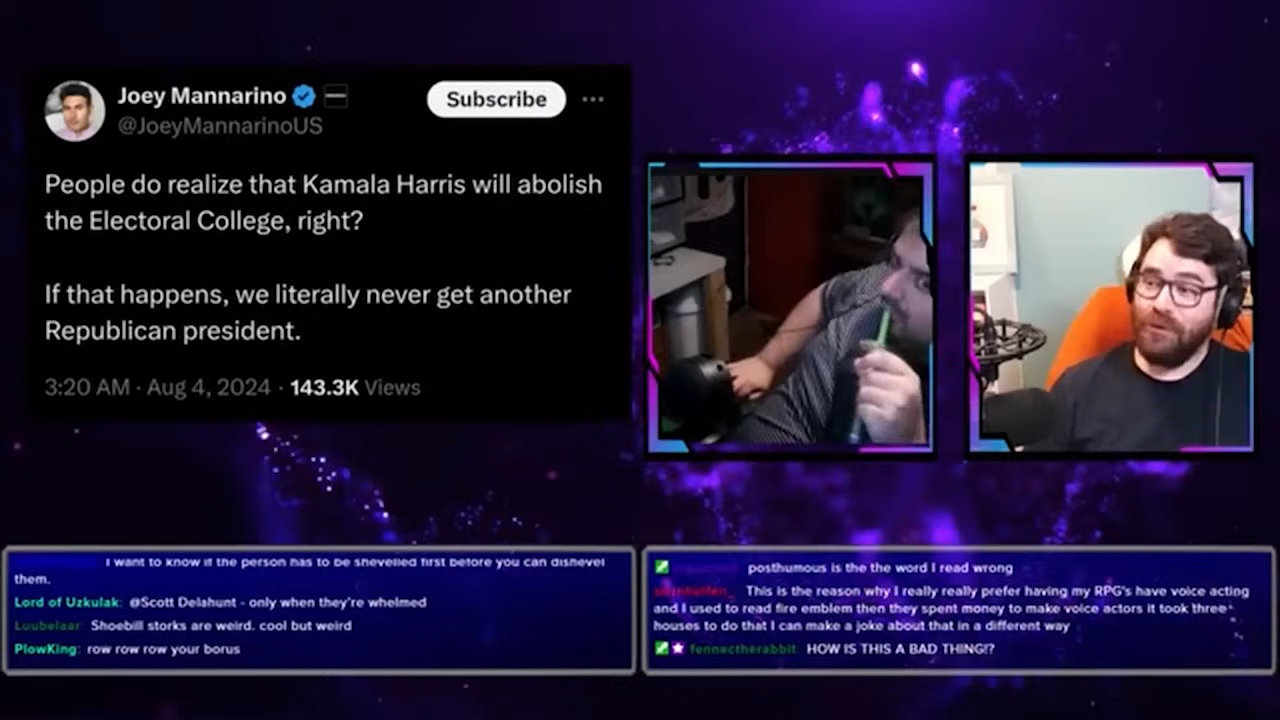 Joey Mannarino
Subscribe
@JoeyMannarinoUS
People do realize that Kamala Harris will abolish
the Electoral College, right?
If that happens, we literally never get another
Republican president.
3:20 AM · Aug 4, 2024 · 143.3K Views
I want to know if the person has to be shevelled first before you can dishevel
them.
Lord of Uzkulak: @Scott Delahunt - only when they're whelmed
Luubelaar: Shoebill storks are weird. cool but weird
PlowKing: row row row your borus
posthumous is the the word I read wrong
This is the reason why I really really prefer having my RPG's have voice acting
and I used to read fire emblem then they spent money to make voice actors it took three
houses to do that I can make a joke about that in a different way
fennectherabbit: HOW IS THIS A BAD THING!?